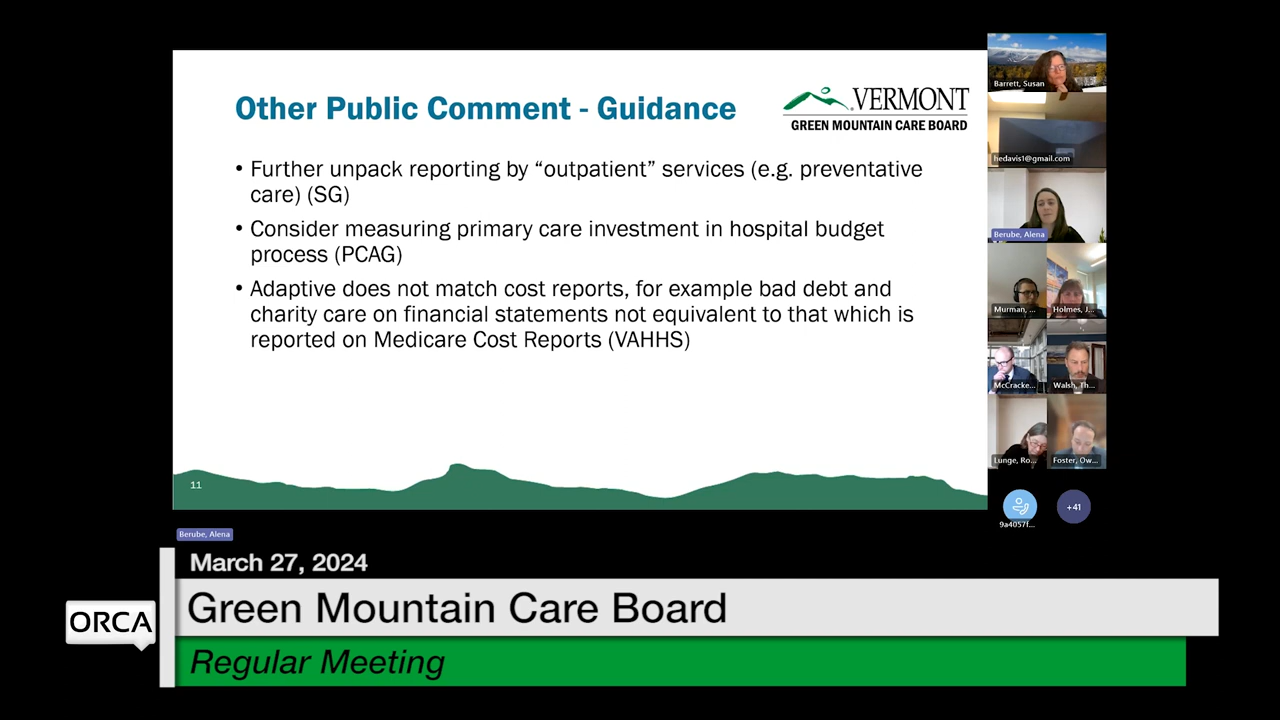 Other Public Comment - Guidance
VERMONT
GREEN MOUNTAIN CARE BOARD
• Further unpack reporting by “outpatient” services (e.g. preventative
care) (SG)
• Consider measuring primary care investment in hospital budget
process (PCAG)
• Adaptive does not match cost reports, for example bad debt and
charity care on financial statements not equivalent to that which is
reported on Medicare Cost Reports (VAHHS)
11
Barrett, Susan
hedavis1@gmail.com
Berube, Alena
Murman, ...
Holmes, J...
McCracke...
Walsh, Th...
Lunge, Ro...
Foster, Ow...
9a4057f...
+41
Berube, Alena
March 27, 2024
ORCA
Green Mountain Care Board
Regular Meeting